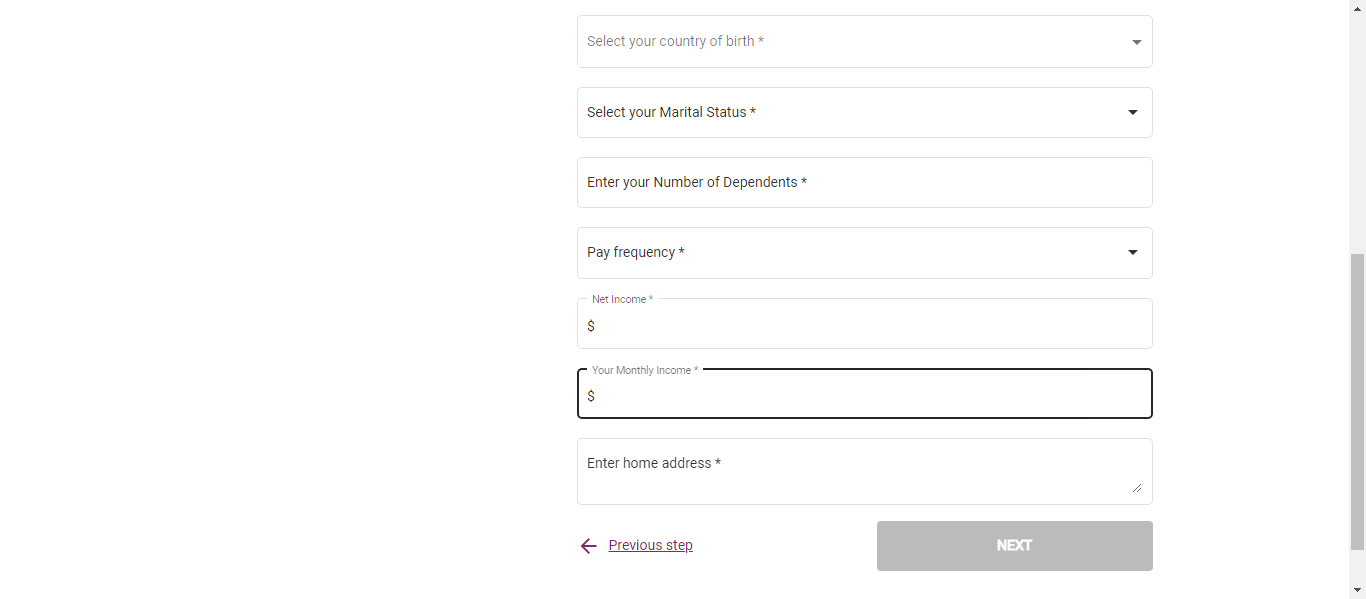 Select your country of birth *
Select your Marital Status *
Enter your Number of Dependents *
Pay frequency *
Net Income *
$
Your Monthly Income *
$
Enter home address *
Previous step
NEXT